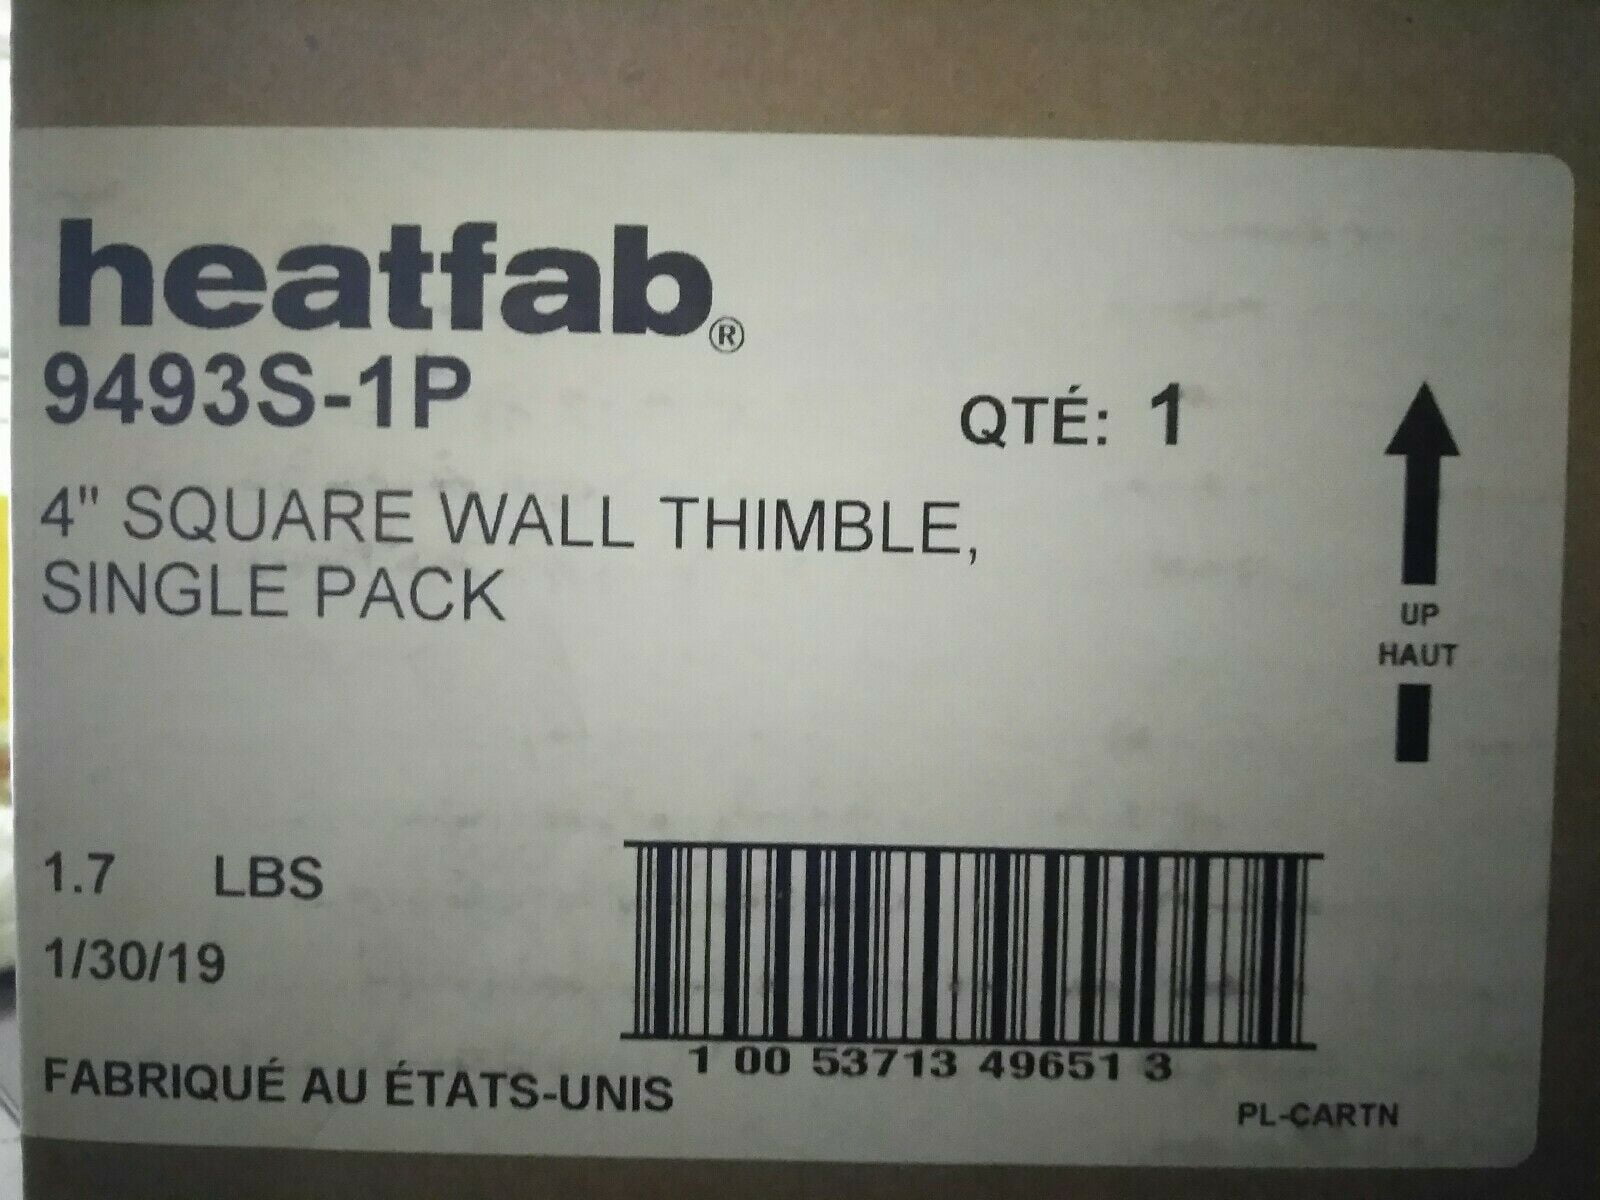 heatfab®
9493S-1P
QTÉ: 1
4" SQUARE WALL THIMBLE,
SINGLE PACK
UP
HAUT
1.7 LBS
1/30/19
FABRIQUÉ AU ÉTATS-UNIS
1 00 53713 49651 3
PL-CARTN